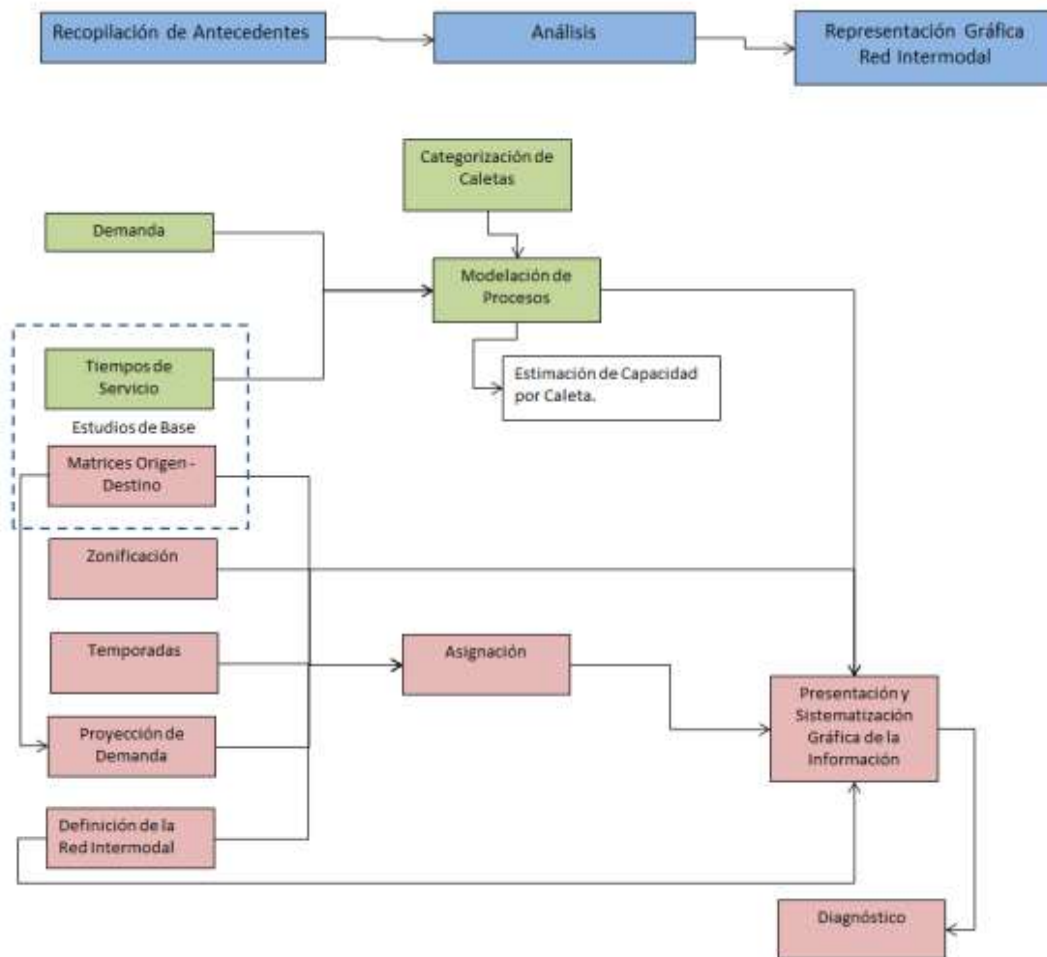 Recopilación de Antecedentes
Análisis
Representación Gráfica
Red Intermodal
Categorización de
Caletas
Demanda
Modelación de
Procesos
Tiempos de
Servicio
Estimación de Capacidad
por Caleta.
Estudios de Base
Matrices Origen -
Destino
Zonificación
Temporadas
Asignación
Presentación y
Sistematización
Gráfica de la
Información
Proyección de
Demanda
Definición de la
Red Intermodal
Diagnóstico